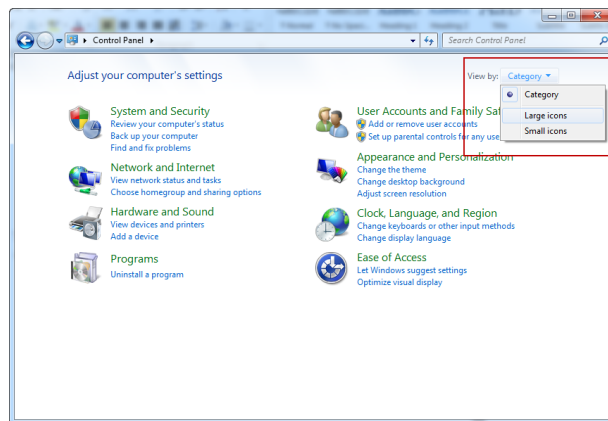 Control Panel
Search Control Panel
Adjust your computer's settings
View by: Category
Category
Large icons
Small icons
System and Security
Review your computer's status
Back up your computer
Find and fix problems
Network and Internet
View network status and tasks
Choose homegroup and sharing options
Hardware and Sound
View devices and printers
Add a device
Programs
Uninstall a program
User Accounts and Family Saf
Add or remove user accounts
Set up parental controls for any use
Appearance and Personalization
Change the theme
Change desktop background
Adjust screen resolution
Clock, Language, and Region
Change keyboards or other input methods
Change display language
Ease of Access
Let Windows suggest settings
Optimize visual display